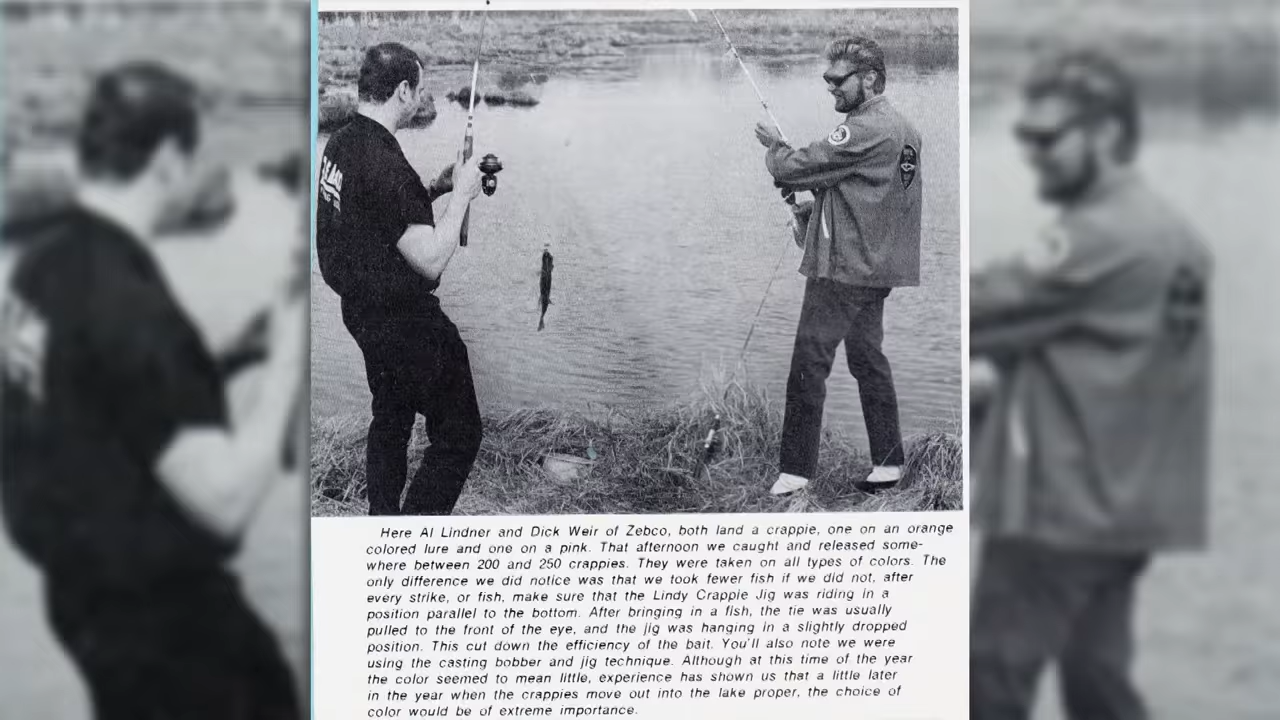 Here Al Lindner and Dick Weir of Zebco, both land a crappie, one on an orange
colored lure and one on a pink. That afternoon we caught and released some-
where between 200 and 250 crappies. They were taken on all types of colors. The
only difference we did notice was that we took fewer fish if we did not, after
every strike, or fish, make sure that the Lindy Crappie Jig was riding in a
position parallel to the bottom. After bringing in a fish, the tie was usually
pulled to the front of the eye, and the jig was hanging in a slightly dropped
position. This cut down the efficiency of the bait. You'll also note we were
using the casting bobber and jig technique. Although at this time of the year
the color seemed to mean little, experience has shown us that a little later
in the year when the crappies move out into the lake proper, the choice of
color would be of extreme importance.